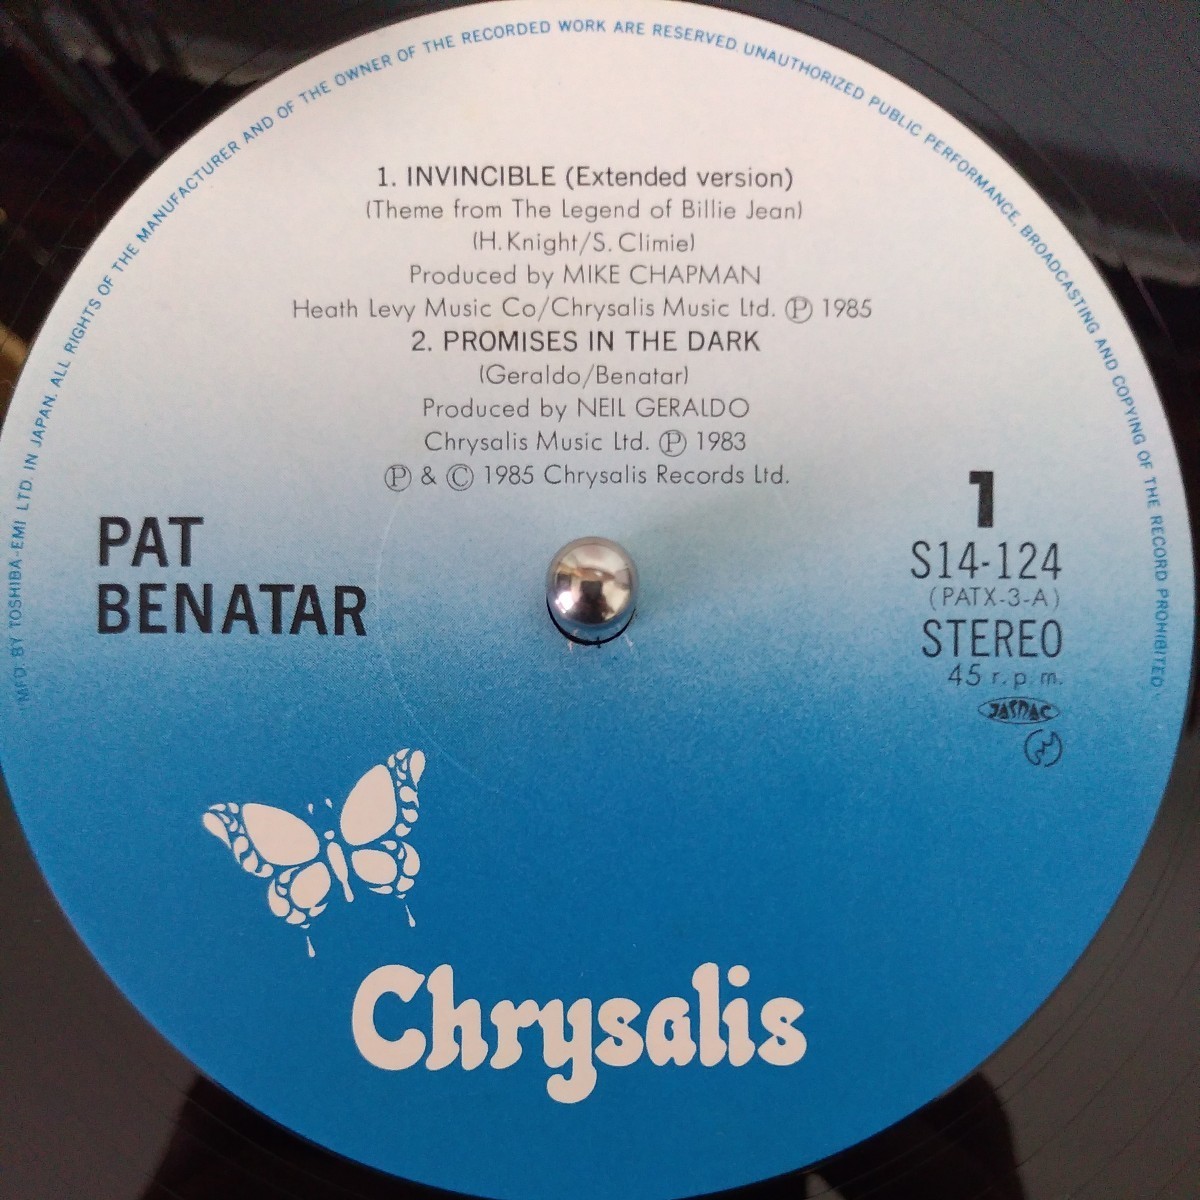 MF'D. BY TOSHIBA-EMI LTD. IN JAPAN. ALL RIGHTS OF THE MANUFACTURER AND OF THE OWNER OF THE RECORDED WORK ARE RESERVED. UNAUTHORIZED PUBLIC PERFORMANCE, BROADCASTING AND COPYING OF THE RECORD PROHIBITED.
1. INVINCIBLE (Extended version)
(Theme from The Legend of Billie Jean)
(H. Knight/S. Climie)
Produced by MIKE CHAPMAN
Heath Levy Music Co/Chrysalis Music Ltd. Ⓟ 1985
2. PROMISES IN THE DARK
(Geraldo/Benatar)
Produced by NEIL GERALDO
Chrysalis Music Ltd. Ⓟ 1983
Ⓟ & © 1985 Chrysalis Records Ltd.
PAT
BENATAR
1
S14-124
(PATX-3-A)
STEREO
45 r. p. m.
JASRAC
Chrysalis